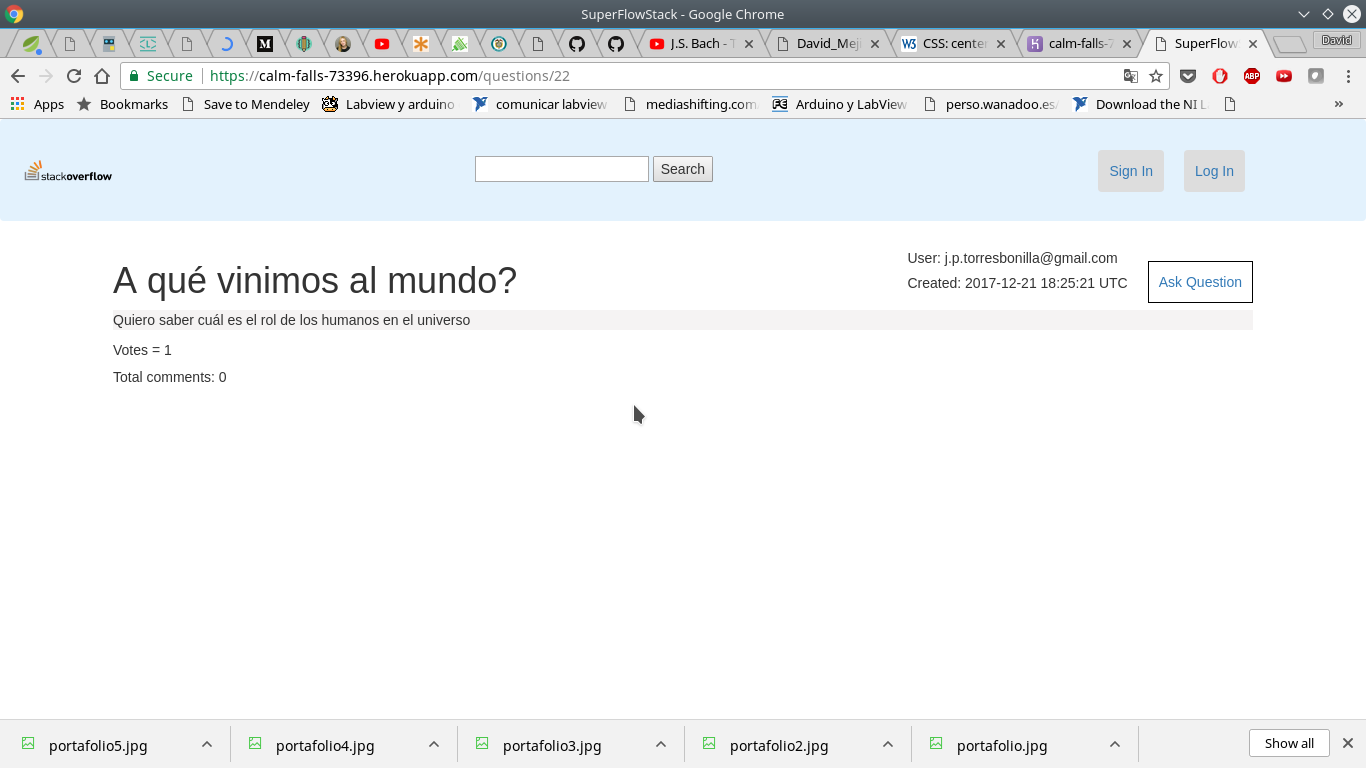 SuperFlowStack - Google Chrome
J.S. Bach - T
David_Mej
CSS: cente
calm-falls-7
SuperFlow
David
Secure https://calm-falls-73396.herokuapp.com/questions/22
ABP
Apps Bookmarks Save to Mendeley Labview y arduino comunicar labview mediashifting.com Arduino y LabView perso.wanadoo.es Download the NI L »
stackoverflow
Search
Sign In
Log In
A qué vinimos al mundo?
User: j.p.torresbonilla@gmail.com
Created: 2017-12-21 18:25:21 UTC
Ask Question
Quiero saber cuál es el rol de los humanos en el universo
Votes = 1
Total comments: 0
portafolio5.jpg portafolio4.jpg portafolio3.jpg portafolio2.jpg portafolio.jpg Show all